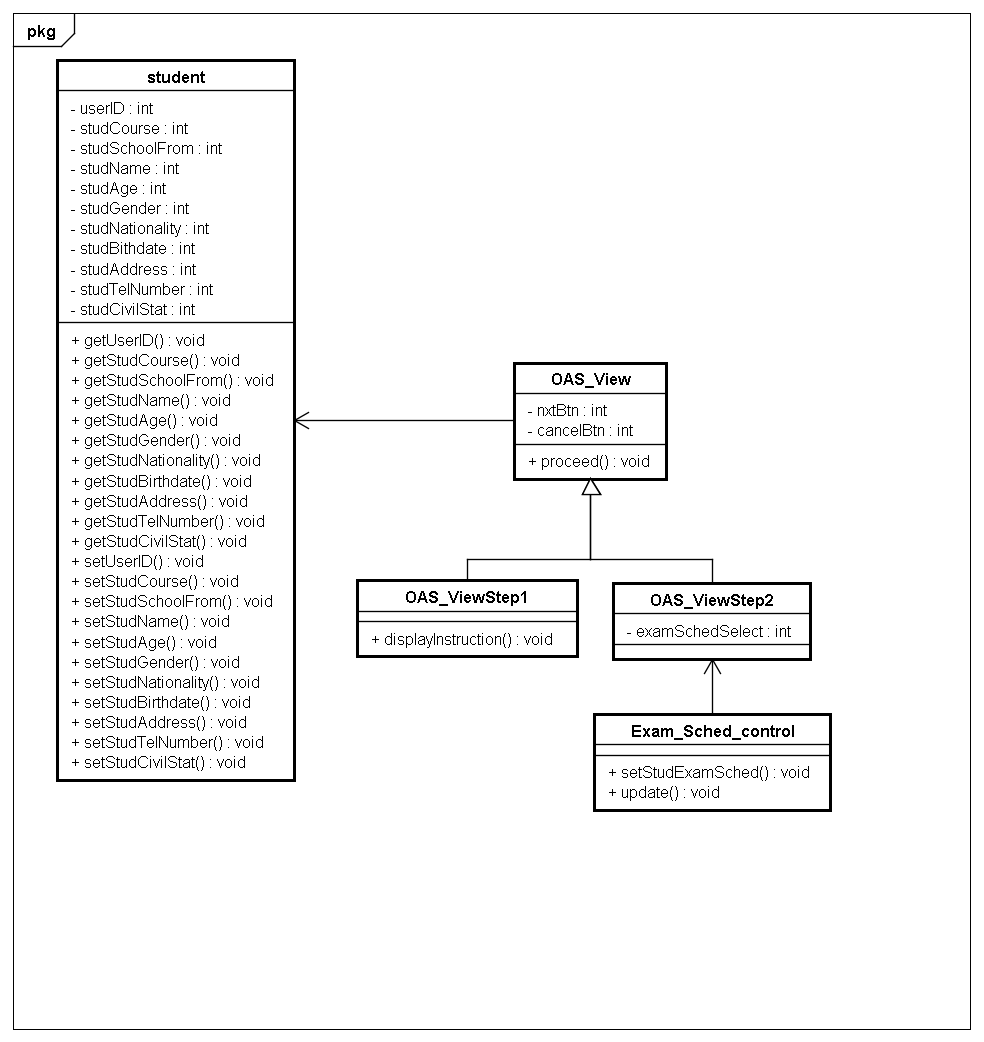 pkg
student
- userID : int
- studCourse : int
- studSchoolFrom : int
- studName : int
- studAge : int
- studGender : int
- studNationality : int
- studBithdate : int
- studAddress : int
- studTelNumber : int
- studCivilStat : int
+ getUserID() : void
+ getStudCourse() : void
+ getStudSchoolFrom() : void
+ getStudName() : void
+ getStudAge() : void
+ getStudGender() : void
+ getStudNationality() : void
+ getStudBirthdate() : void
+ getStudAddress() : void
+ getStudTelNumber() : void
+ getStudCivilStat() : void
+ setUserID() : void
+ setStudCourse() : void
+ setStudSchoolFrom() : void
+ setStudName() : void
+ setStudAge() : void
+ setStudGender() : void
+ setStudNationality() : void
+ setStudBirthdate() : void
+ setStudAddress() : void
+ setStudTelNumber() : void
+ setStudCivilStat() : void
OAS_View
- nxtBtn : int
- cancelBtn : int
+ proceed() : void
OAS_ViewStep1
+ displayInstruction() : void
OAS_ViewStep2
- examSchedSelect : int
Exam_Sched_control
+ setStudExamSched() : void
+ update() : void